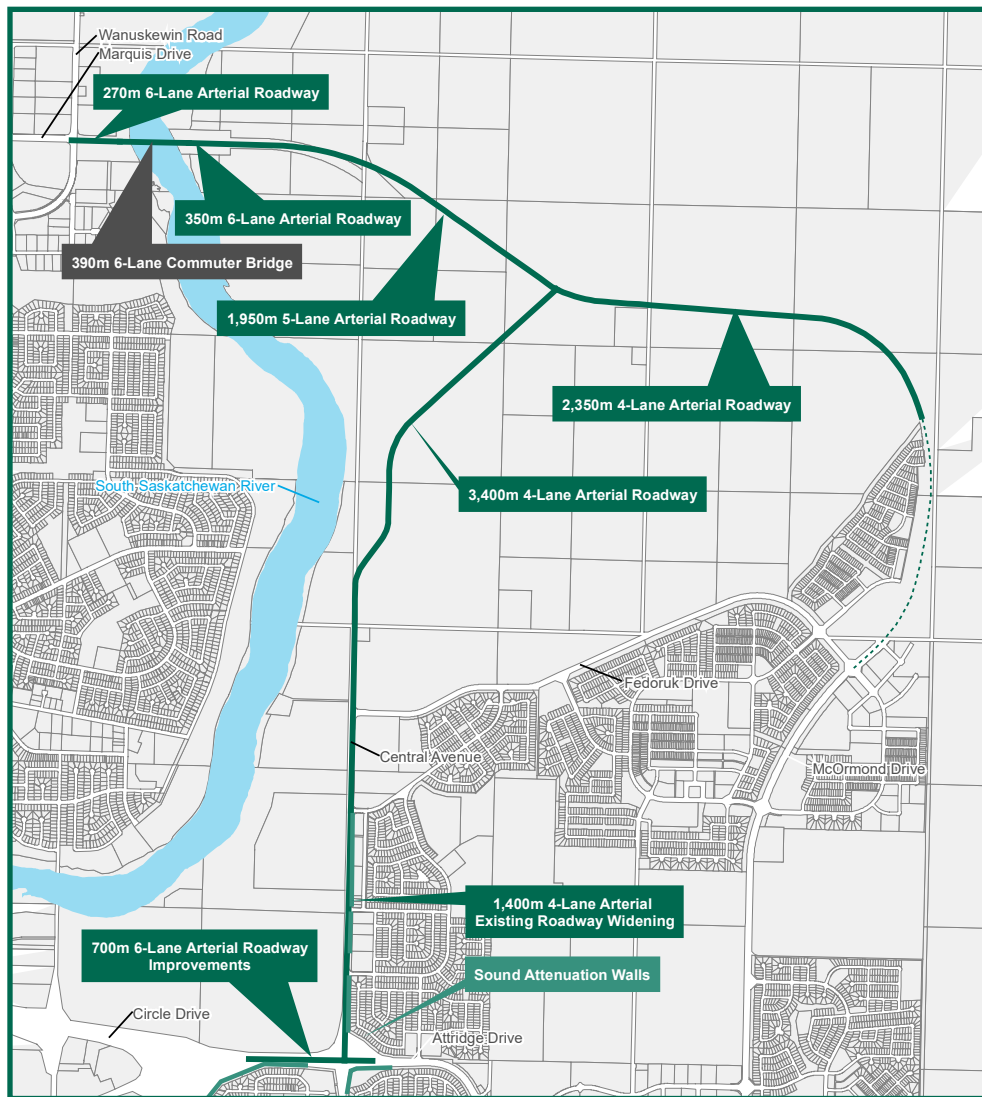 Wanuskewin Road
Marquis Drive
270m 6-Lane Arterial Roadway
350m 6-Lane Arterial Roadway
390m 6-Lane Commuter Bridge
1,950m 5-Lane Arterial Roadway
2,350m 4-Lane Arterial Roadway
South Saskatchewan River
3,400m 4-Lane Arterial Roadway
Fedoruk Drive
Central Avenue
McOrmond Drive
1,400m 4-Lane Arterial
Existing Roadway Widening
700m 6-Lane Arterial Roadway
Improvements
Sound Attenuation Walls
Circle Drive
Attridge Drive